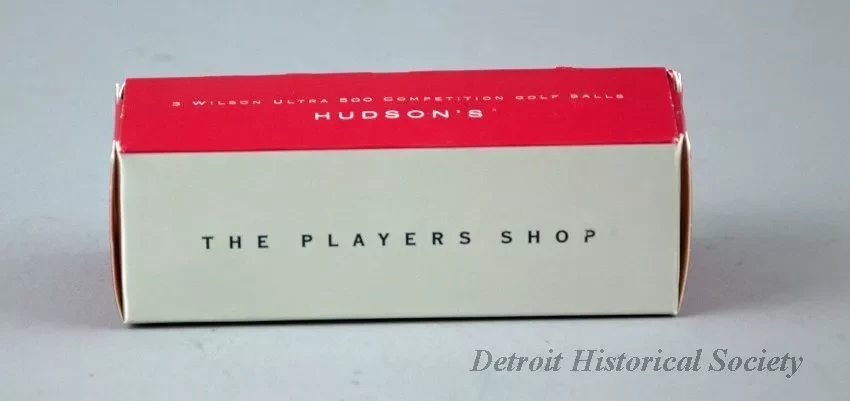 3 WILSON ULTRA 500 COMPETITION GOLF BALLS
HUDSON'S
THE PLAYERS SHOP
Detroit Historical Society